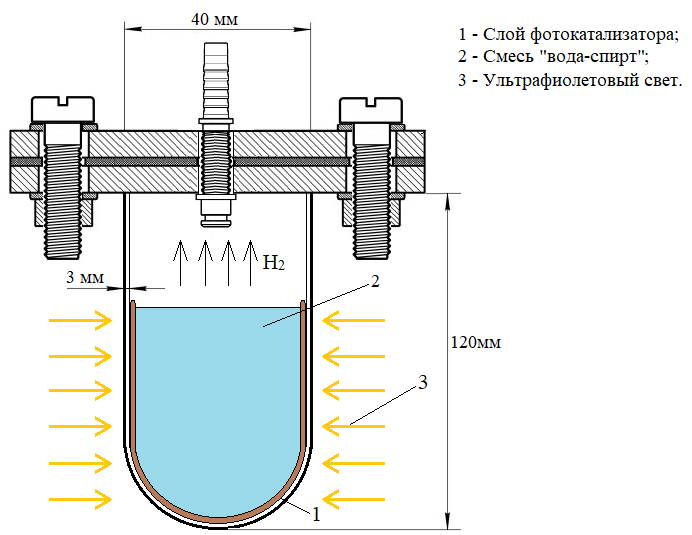 40 мм
1 - Слой фотокатализатора;
2 - Смесь "вода-спирт";
3 - Ультрафиолетовый свет.
H2
3 мм
2
120мм
3
1